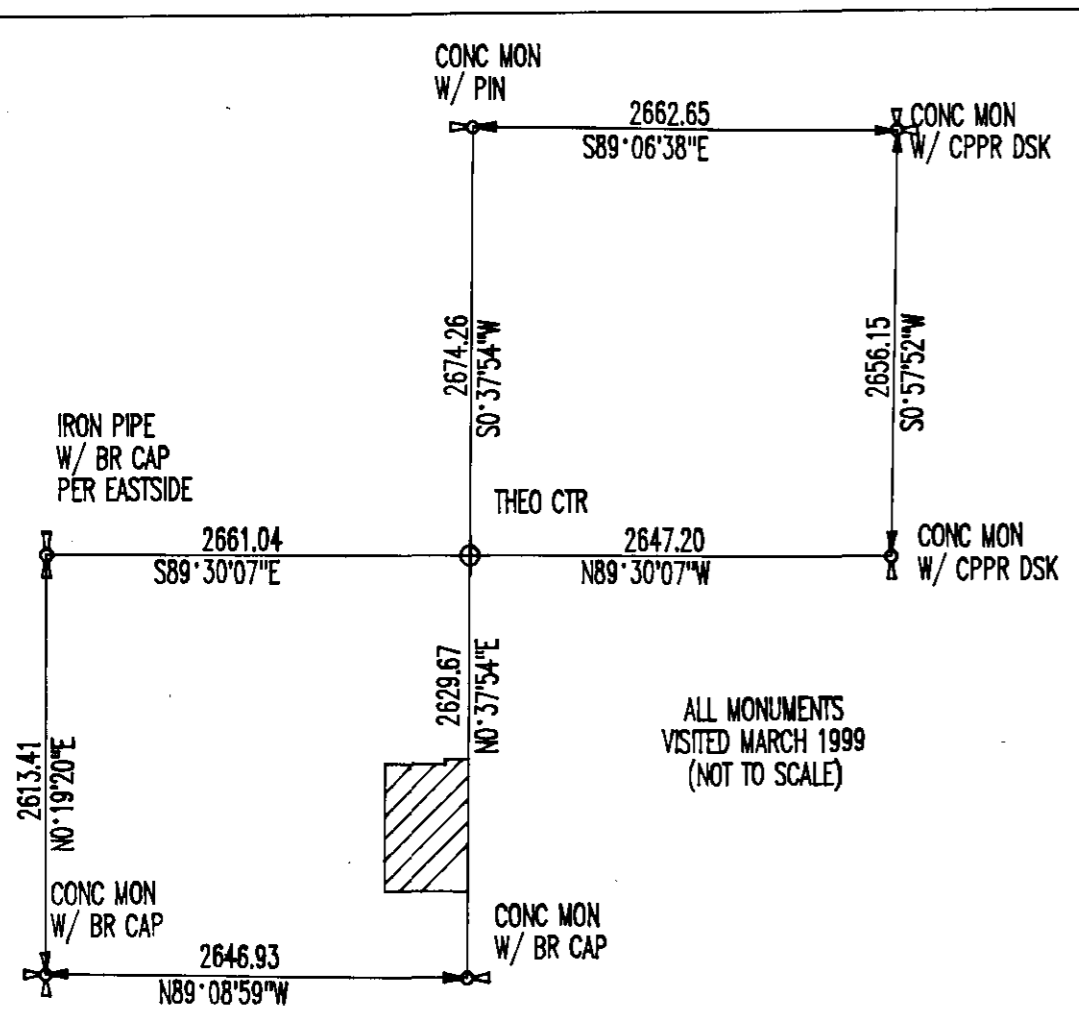 CONC MON
W/ PIN
2662.65
S89°06'38"E
CONC MON
W/ CPPR DSK
2674.26
S0°37'54"W
2656.15
S0°57'52"W
IRON PIPE
W/ BR CAP
PER EASTSIDE
THEO CTR
2661.04
S89°30'07"E
2647.20
N89°30'07"W
CONC MON
W/ CPPR DSK
2629.67
N0°37'54"E
ALL MONUMENTS
VISITED MARCH 1999
(NOT TO SCALE)
2613.41
N0°19'20"E
CONC MON
W/ BR CAP
CONC MON
W/ BR CAP
2646.93
N89°08'59"W